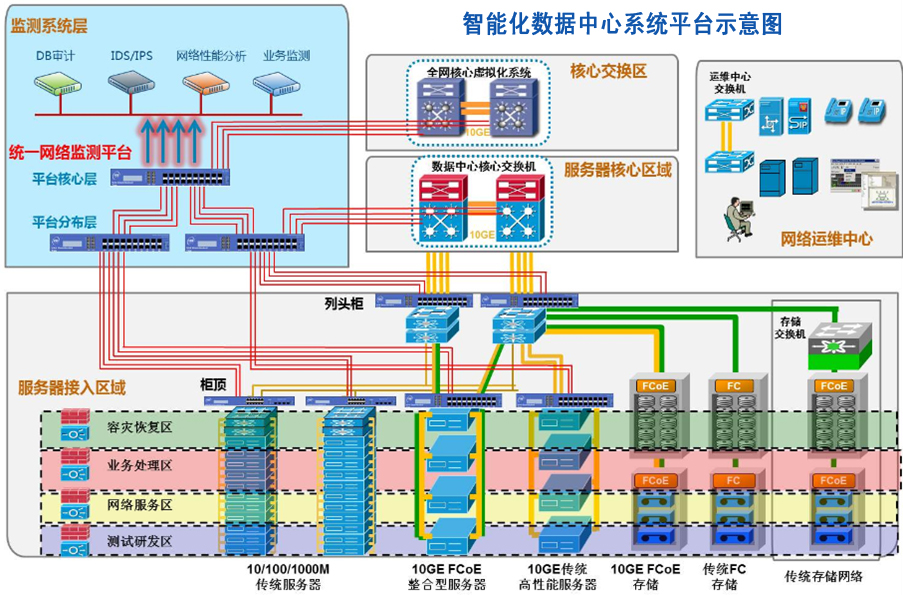 智能化数据中心系统平台示意图
监测系统层
DB审计
IDS/IPS
网络性能分析
业务监测
统一网络监测平台
平台核心层
平台分布层
核心交换区
全网核心虚拟化系统
10GE
服务器核心区域
数据中心核心交换机
10GE
运维中心
交换机
SiP
网络运维中心
列头柜
存储
交换机
服务器接入区域
柜顶
FCoE
FC
FCoE
容灾恢复区
业务处理区
FCoE
FC
FCoE
网络服务区
测试研发区
10/100/1000M
传统服务器
10GE FCoE
整合型服务器
10GE传统
高性能服务器
10GE FCoE
存储
传统FC
存储
传统存储网络